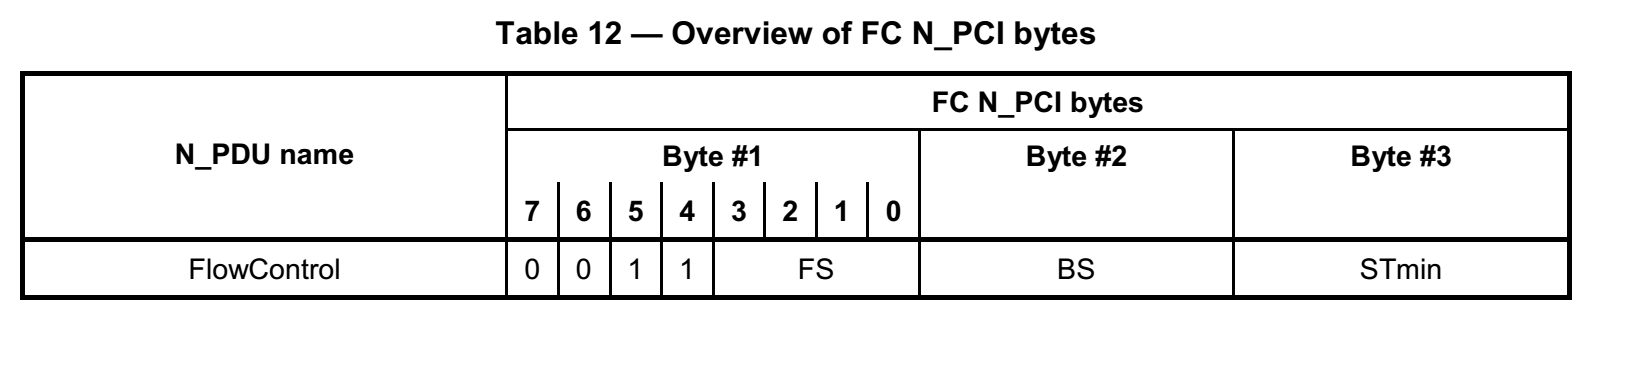 Table 12 — Overview of FC N_PCI bytes
FC N_PCI bytes
N_PDU name Byte #1 Byte #2 Byte #3
7 6 5 4 3 2 1 0
FlowControl 0 0 1 1 FS BS STmin